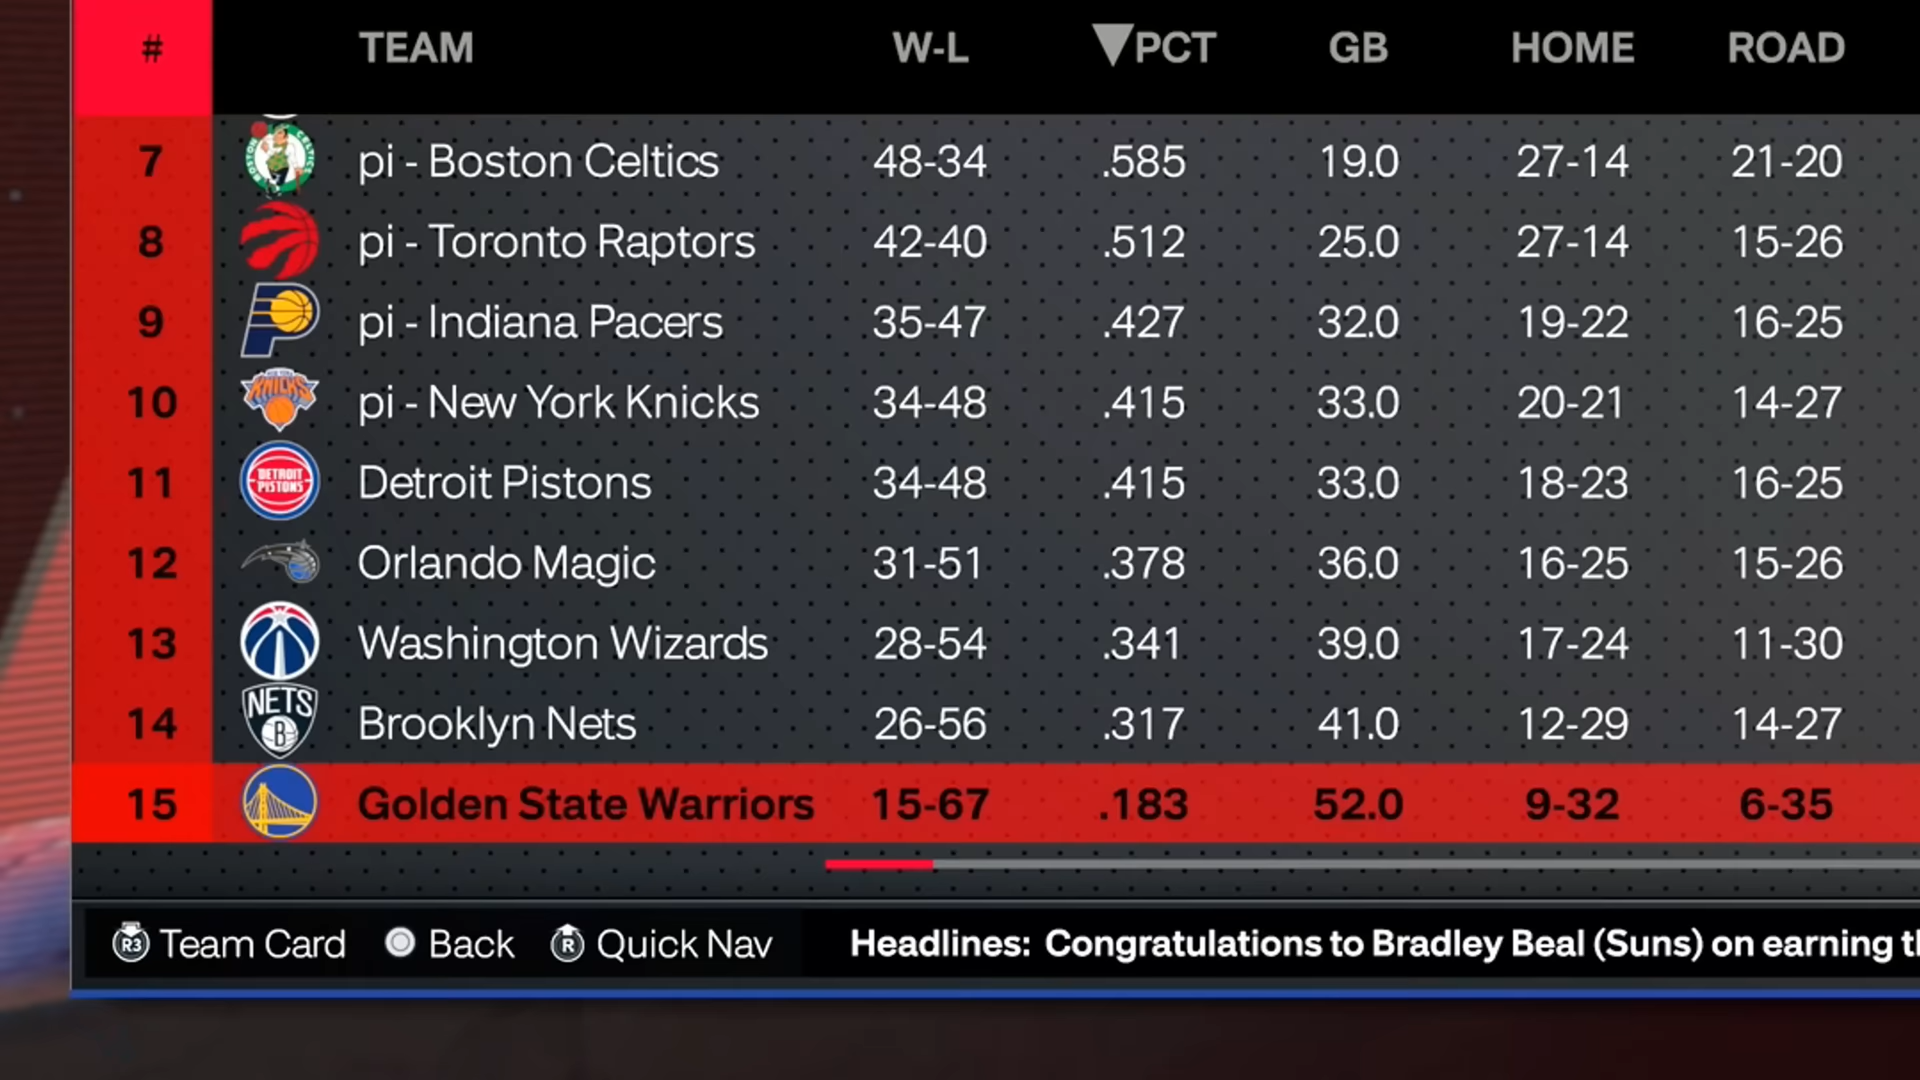 # TEAM W-L ▼PCT GB HOME ROAD
7 pi - Boston Celtics 48-34 .585 19.0 27-14 21-20
8 pi - Toronto Raptors 42-40 .512 25.0 27-14 15-26
9 pi - Indiana Pacers 35-47 .427 32.0 19-22 16-25
10 pi - New York Knicks 34-48 .415 33.0 20-21 14-27
11 DETROIT PISTONS Detroit Pistons 34-48 .415 33.0 18-23 16-25
12 Orlando Magic 31-51 .378 36.0 16-25 15-26
13 Washington Wizards 28-54 .341 39.0 17-24 11-30
14 NETS B Brooklyn Nets 26-56 .317 41.0 12-29 14-27
15 Golden State Warriors 15-67 .183 52.0 9-32 6-35
R3 Team Card Back R Quick Nav Headlines: Congratulations to Bradley Beal (Suns) on earning